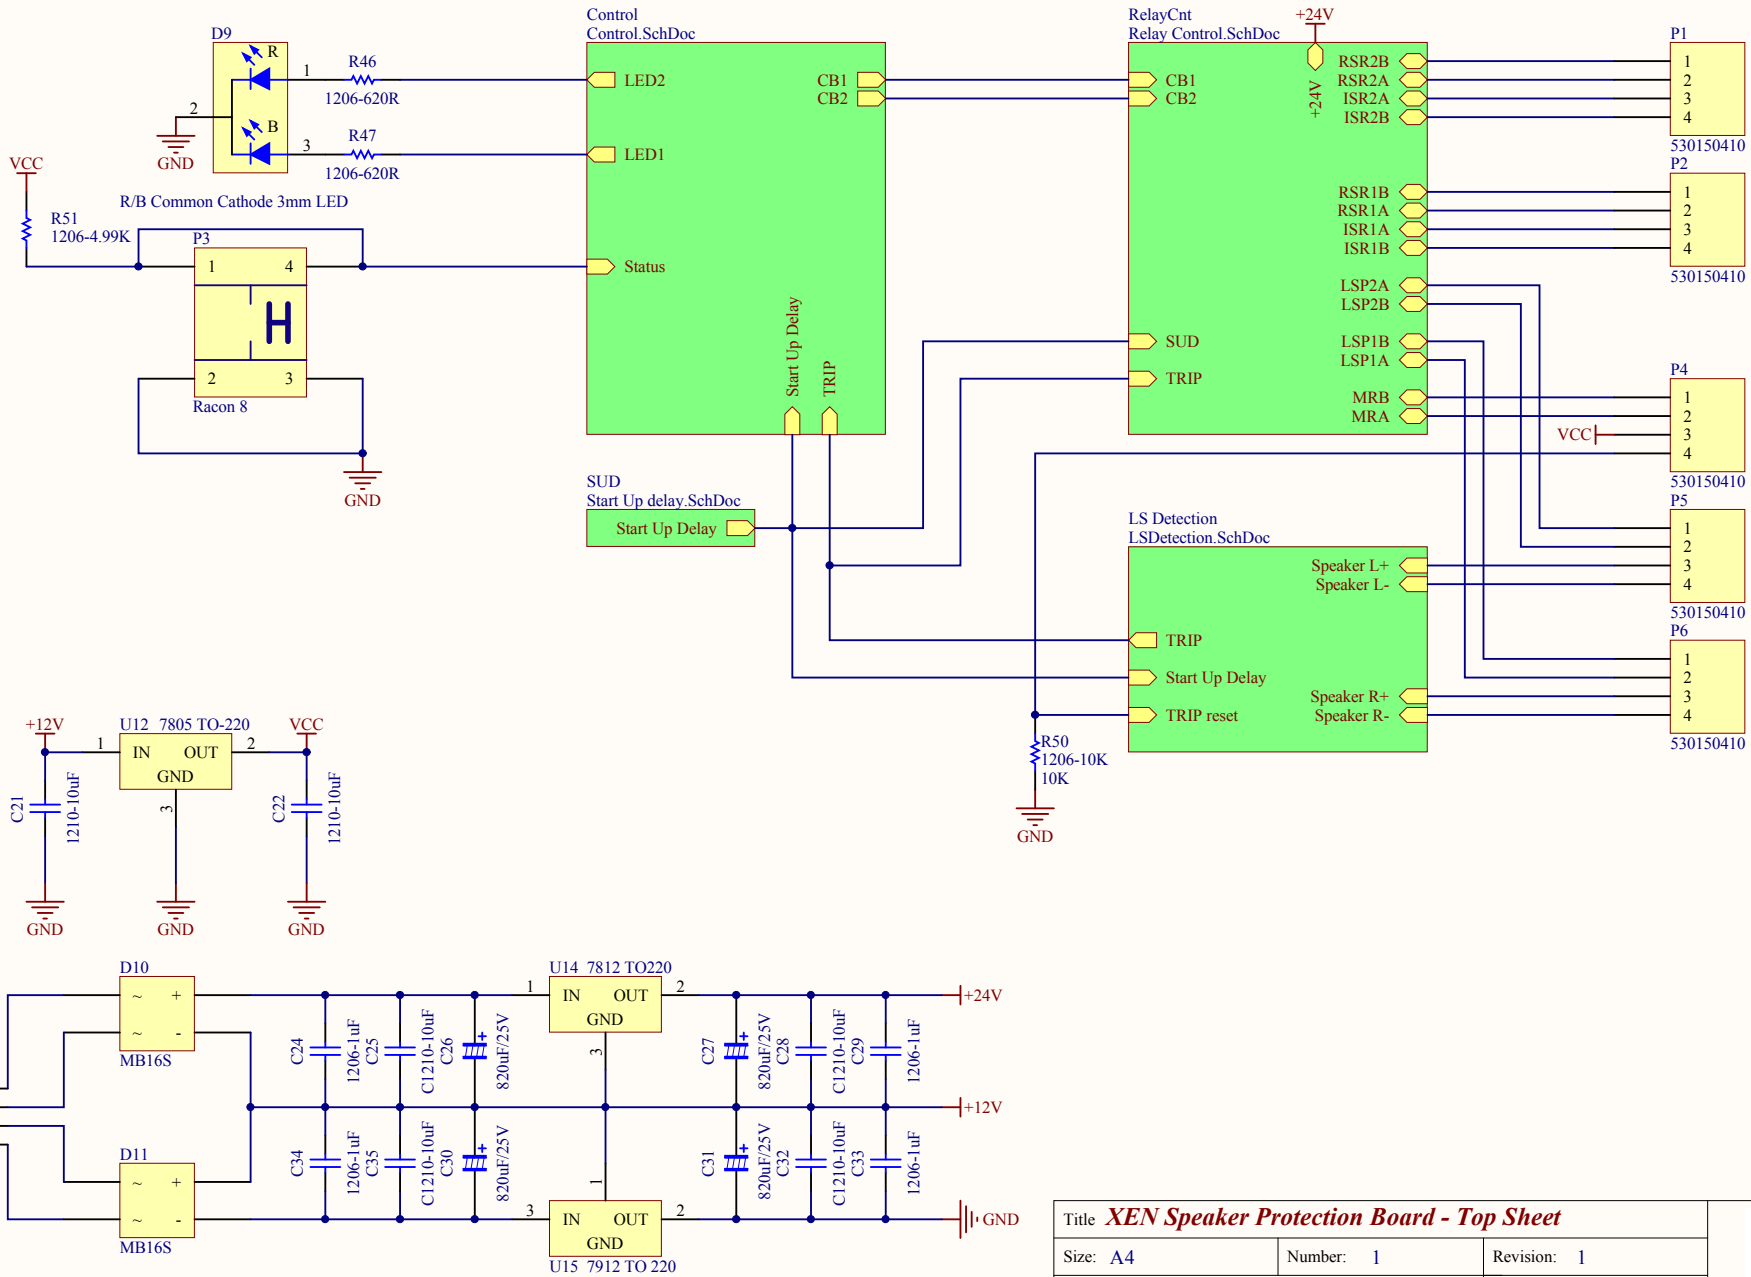 D9
R
B
1
2
3
GND
R46
1206-620R
R47
1206-620R
R/B Common Cathode 3mm LED
VCC
R51
1206-4.99K
P3
1
4
H
2
3
Racon 8
GND
Control
Control.SchDoc
LED2
LED1
Status
CB1
CB2
Start Up Delay
TRIP
SUD
Start Up delay.SchDoc
Start Up Delay
RelayCnt
Relay Control.SchDoc
+24V
+24V
CB1
CB2
SUD
TRIP
RSR2B
RSR2A
ISR2A
ISR2B
RSR1B
RSR1A
ISR1A
ISR1B
LSP2A
LSP2B
LSP1B
LSP1A
MRB
MRA
P1
1
2
3
4
530150410
P2
1
2
3
4
530150410
P4
1
2
3
4
VCC
530150410
P5
1
2
3
4
530150410
P6
1
2
3
4
530150410
LS Detection
LSDetection.SchDoc
Speaker L+
Speaker L-
TRIP
Start Up Delay
TRIP reset
Speaker R+
Speaker R-
R50
1206-10K
10K
GND
+12V
U12 7805 TO-220
VCC
1
IN
OUT
2
GND
3
C21
1210-10uF
C22
1210-10uF
GND
GND
GND
D10
~ +
~ -
MB16S
D11
~ +
~ -
MB16S
C24
1206-1uF
C25
C1210-10uF
C26
820uF/25V
U14 7812 TO220
1
IN
OUT
2
GND
3
C27
820uF/25V
C28
C1210-10uF
C29
1206-1uF
+24V
+12V
C34
1206-1uF
C35
C1210-10uF
C30
820uF/25V
1
3
IN
OUT
2
GND
U15 7912 TO 220
C31
820uF/25V
C32
C1210-10uF
C33
1206-1uF
GND
Title XEN Speaker Protection Board - Top Sheet
Size: A4
Number: 1
Revision: 1